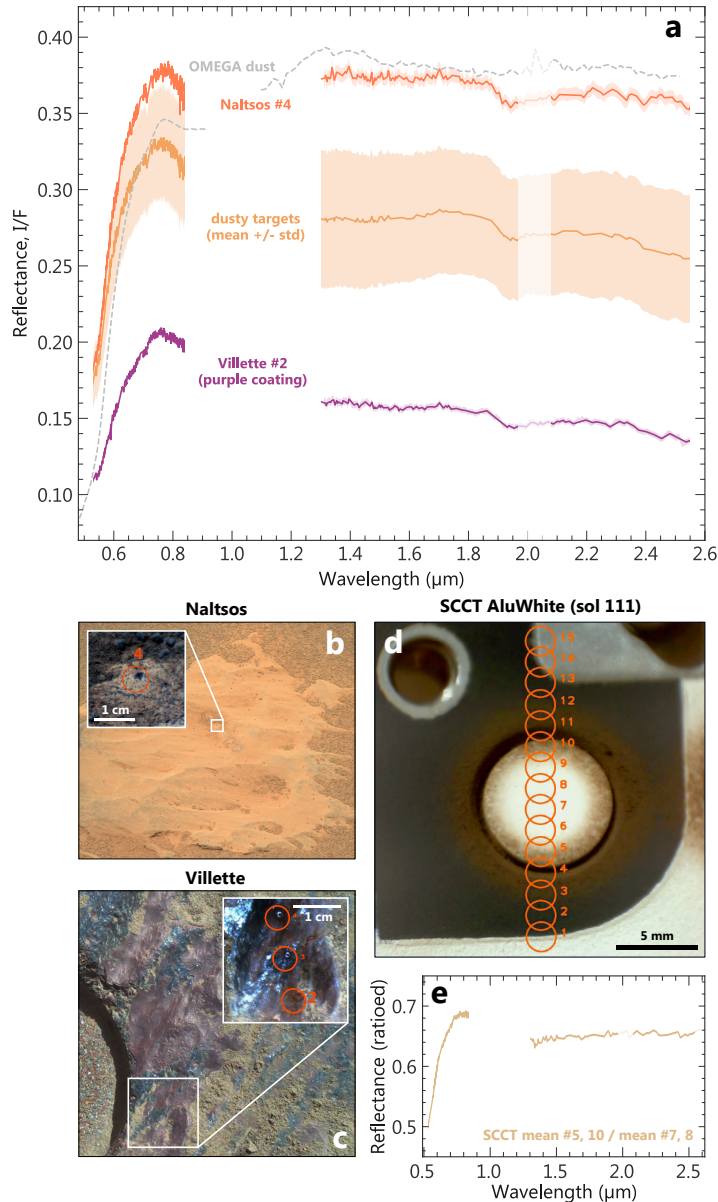 a
0.40
0.35
0.30
0.25
0.20
0.15
0.10
Reflectance, I/F
OMEGA dust
Naltsos #4
dusty targets
(mean +/- std)
Villette #2
(purple coating)
0.6 0.8 1.0 1.2 1.4 1.6 1.8 2.0 2.2 2.4 2.6
Wavelength (μm)
Naltsos
b
4
1 cm
Villette
1 cm
3
2
c
SCCT AluWhite (sol 111)
d
15
14
13
12
11
10
9
8
7
6
5
4
3
2
1
5 mm
e
0.7
0.6
0.5
Reflectance (ratioed)
SCCT mean #5, 10 / mean #7, 8
0.5 1.0 1.5 2.0 2.5
Wavelength (μm)